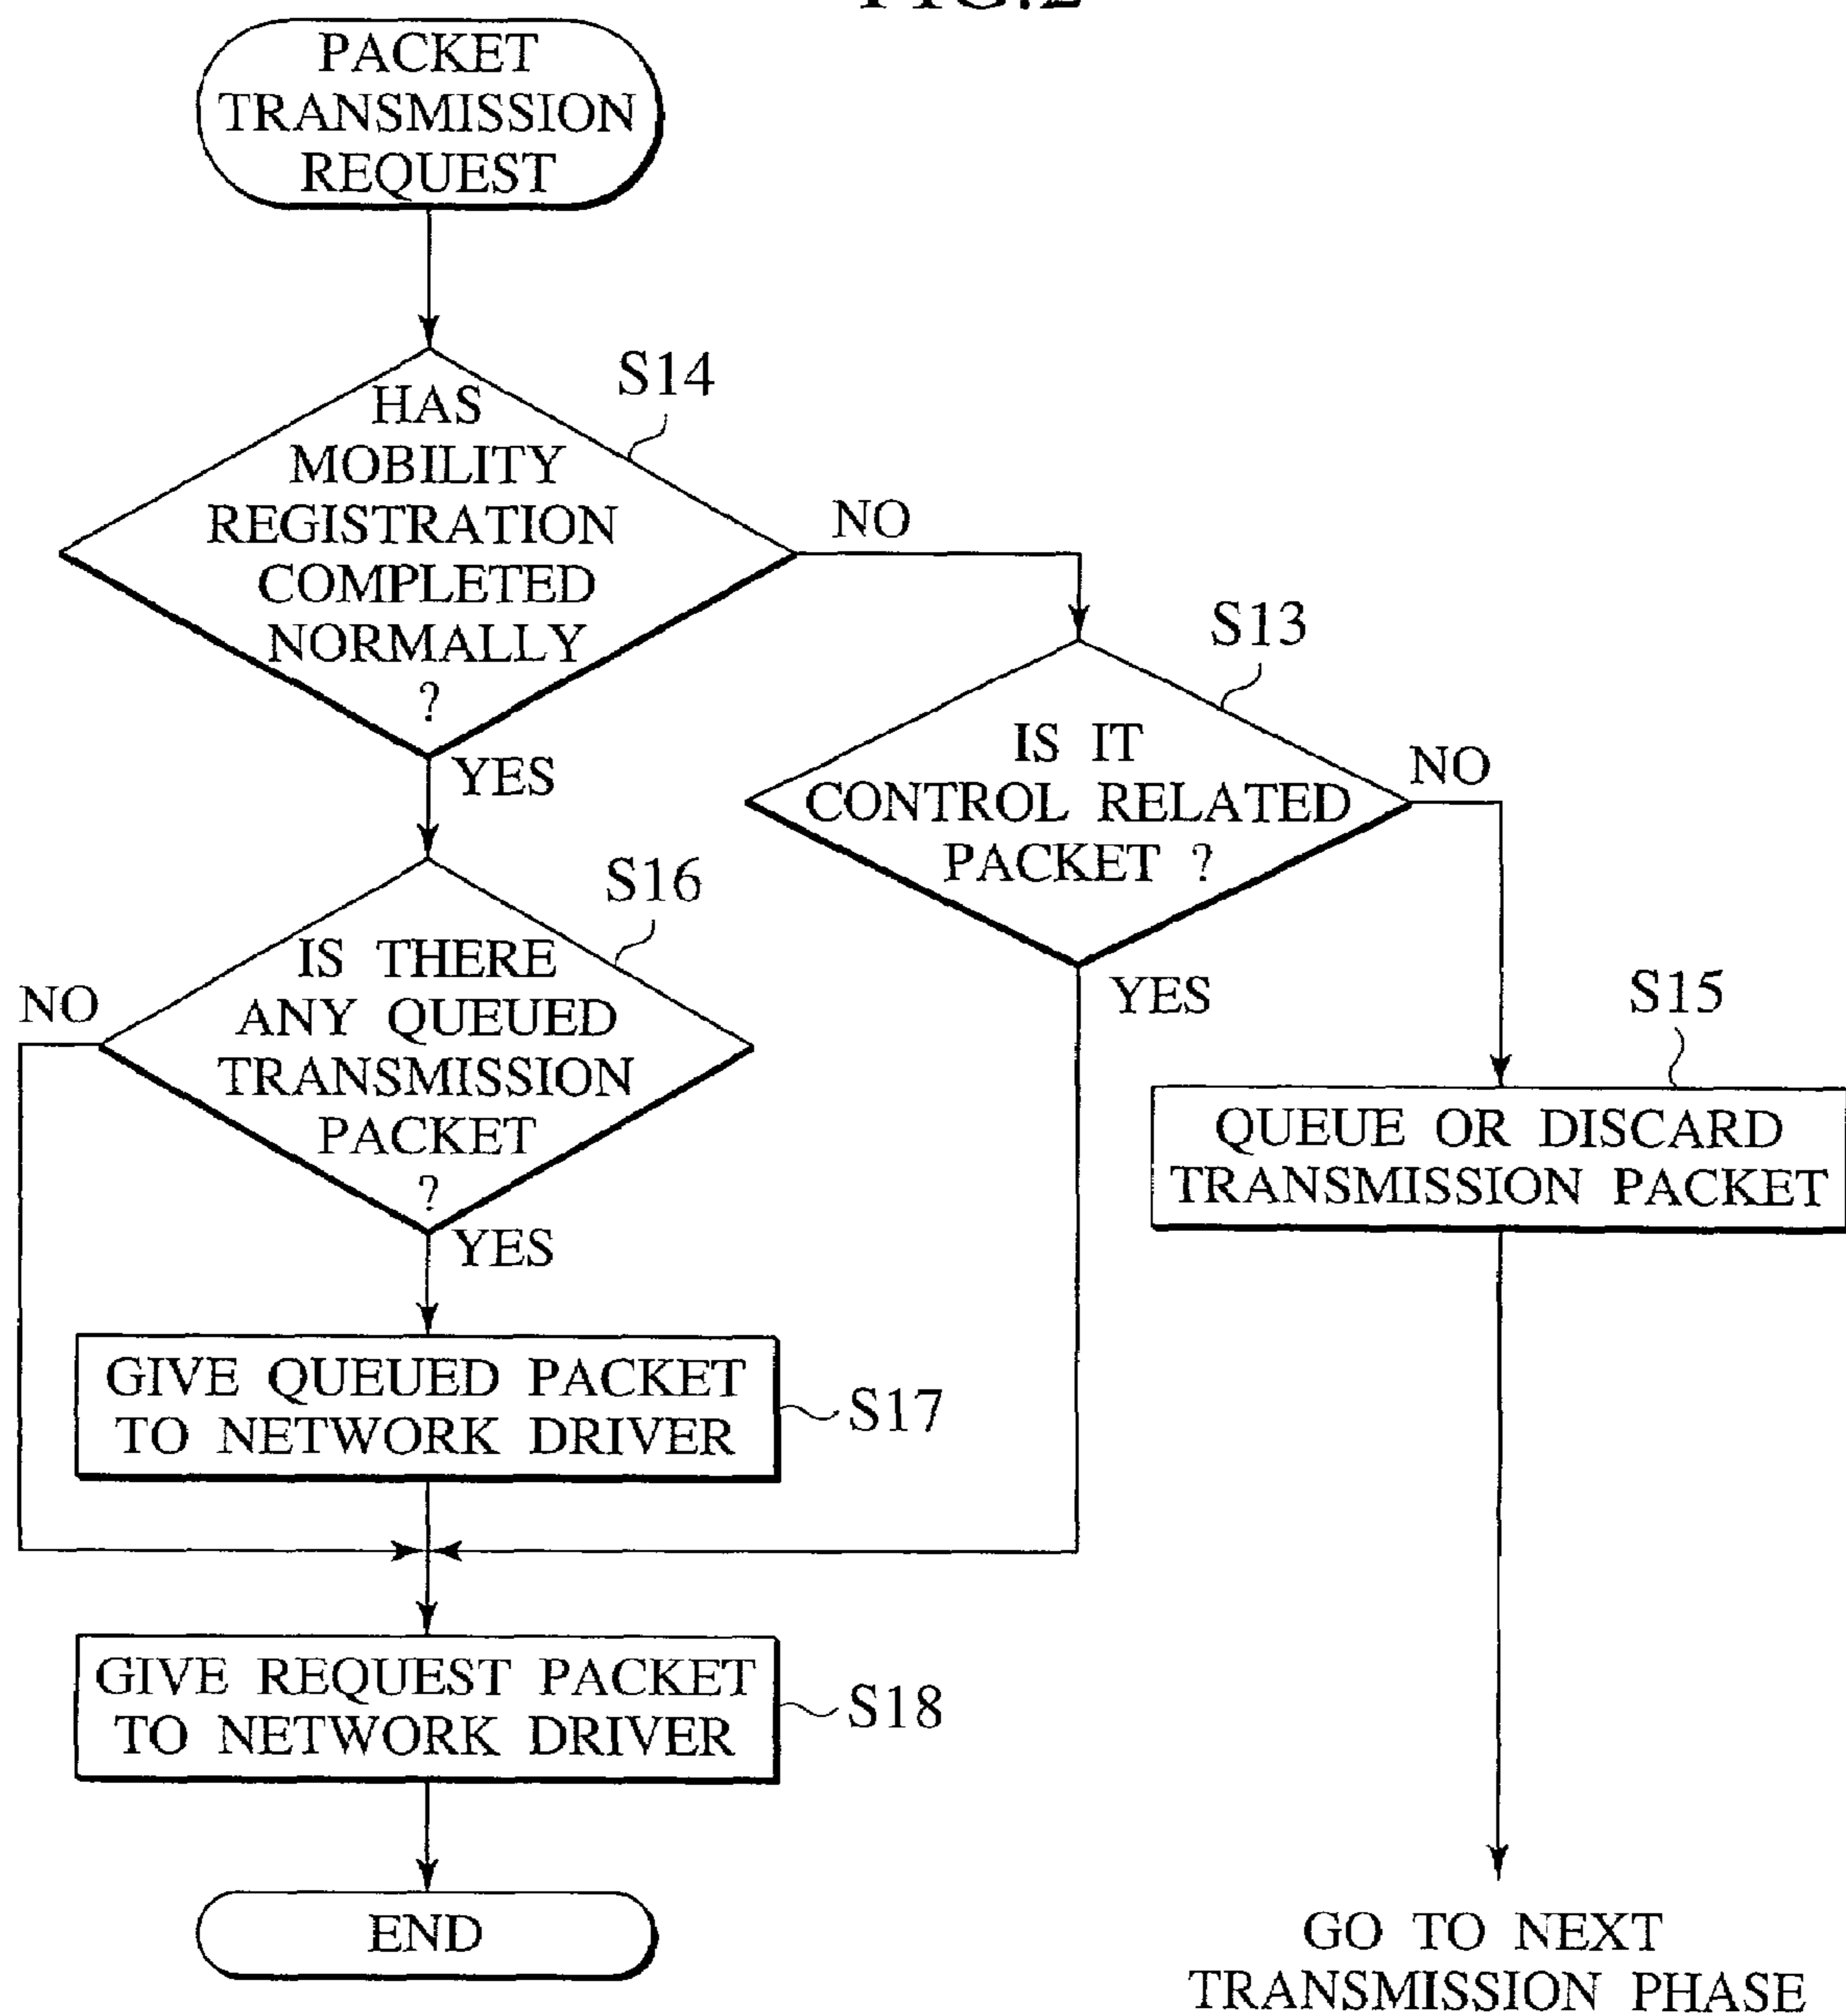 FIG.2
PACKET
TRANSMISSION
REQUEST
S14
HAS
MOBILITY
REGISTRATION
COMPLETED
NORMALLY
?
NO
YES
S13
IS IT
CONTROL RELATED
PACKET ?
NO
YES
S16
IS THERE
ANY QUEUED
TRANSMISSION
PACKET
?
NO
YES
S15
QUEUE OR DISCARD
TRANSMISSION PACKET
GIVE QUEUED PACKET
TO NETWORK DRIVER
S17
GIVE REQUEST PACKET
TO NETWORK DRIVER
S18
END
GO TO NEXT
TRANSMISSION PHASE